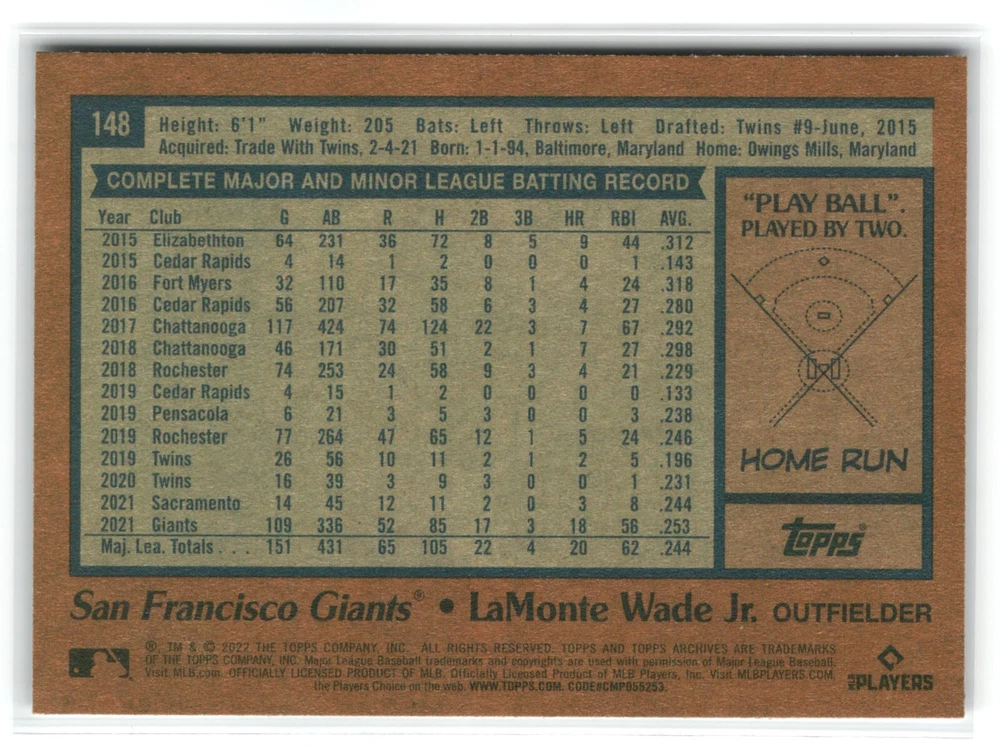 148
Height: 6'1" Weight: 205 Bats: Left Throws: Left Drafted: Twins #9-June, 2015
Acquired: Trade With Twins, 2-4-21 Born: 1-1-94, Baltimore, Maryland Home: Owings Mills, Maryland
COMPLETE MAJOR AND MINOR LEAGUE BATTING RECORD
Year Club G AB R H 2B 3B HR RBI AVG.
2015 Elizabethton 64 231 36 72 8 5 9 44 .312
2015 Cedar Rapids 4 14 1 2 0 0 0 1 .143
2016 Fort Myers 32 110 17 35 8 1 4 24 .318
2016 Cedar Rapids 56 207 32 58 6 3 4 27 .280
2017 Chattanooga 117 424 74 124 22 3 7 67 .292
2018 Chattanooga 46 171 30 51 2 1 7 27 .298
2018 Rochester 74 253 24 58 9 3 4 21 .229
2019 Cedar Rapids 4 15 1 2 0 0 0 0 .133
2019 Pensacola 6 21 3 5 3 0 0 3 .238
2019 Rochester 77 264 47 65 12 1 5 24 .246
2019 Twins 26 56 10 11 2 1 2 5 .196
2020 Twins 16 39 3 9 3 0 0 1 .231
2021 Sacramento 14 45 12 11 2 0 3 8 .244
2021 Giants 109 336 52 85 17 3 18 56 .253
Maj. Lea. Totals . . . 151 431 65 105 22 4 20 62 .244
"PLAY BALL".
PLAYED BY TWO.
HOME RUN
topps®
San Francisco Giants® • LaMonte Wade Jr. OUTFIELDER
®, TM & © 2022 THE TOPPS COMPANY, INC. ALL RIGHTS RESERVED. TOPPS AND TOPPS ARCHIVES ARE TRADEMARKS
OF THE TOPPS COMPANY, INC. Major League Baseball trademarks and copyrights are used with permission of Major League Baseball.
Visit MLB.com. OFFICIALLY LICENSED PRODUCT OF MLB. Officially Licensed Product of MLB Players, Inc. Visit MLBPLAYERS.com,
the Players Choice on the web. WWW.TOPPS.COM. CODE#CMP055253.
MLB PLAYERS